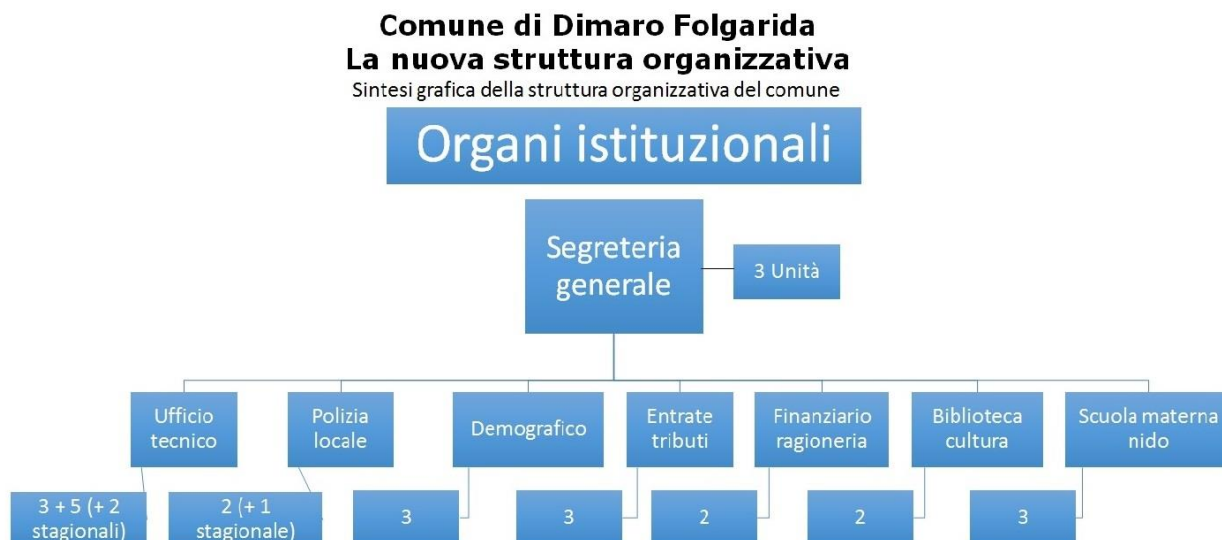 Comune di Dimaro Folgarida
La nuova struttura organizzativa
Sintesi grafica della struttura organizzativa del comune
Organi istituzionali
Segreteria
generale
3 Unità
Ufficio
tecnico
Polizia
locale
Demografico
Entrate
tributi
Finanziario
ragioneria
Biblioteca
cultura
Scuola materna
nido
3 + 5 (+ 2
stagionali)
2 (+ 1
stagionale)
3
3
2
2
3